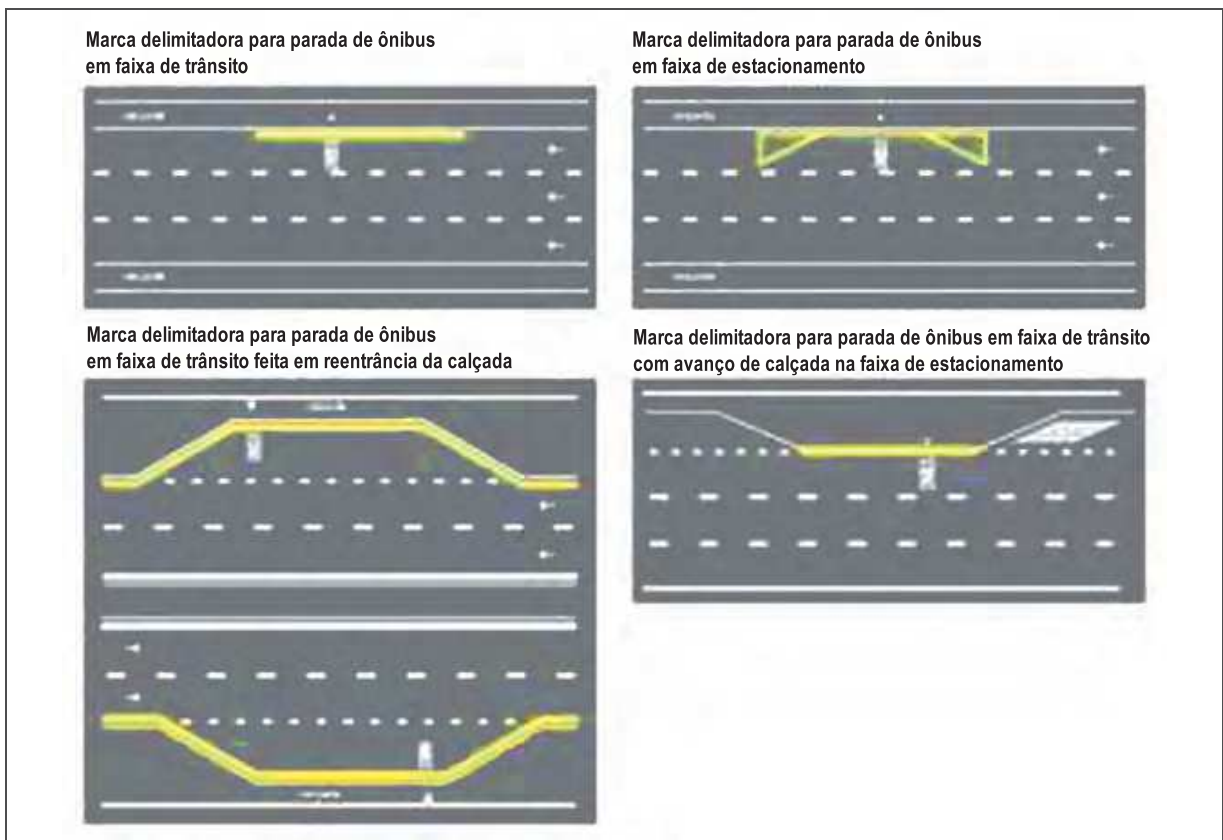 Marca delimitadora para parada de ônibus
em faixa de trânsito
Marca delimitadora para parada de ônibus
em faixa de estacionamento
Marca delimitadora para parada de ônibus
em faixa de trânsito feita em reentrância da calçada
Marca delimitadora para parada de ônibus em faixa de trânsito
com avanço de calçada na faixa de estacionamento